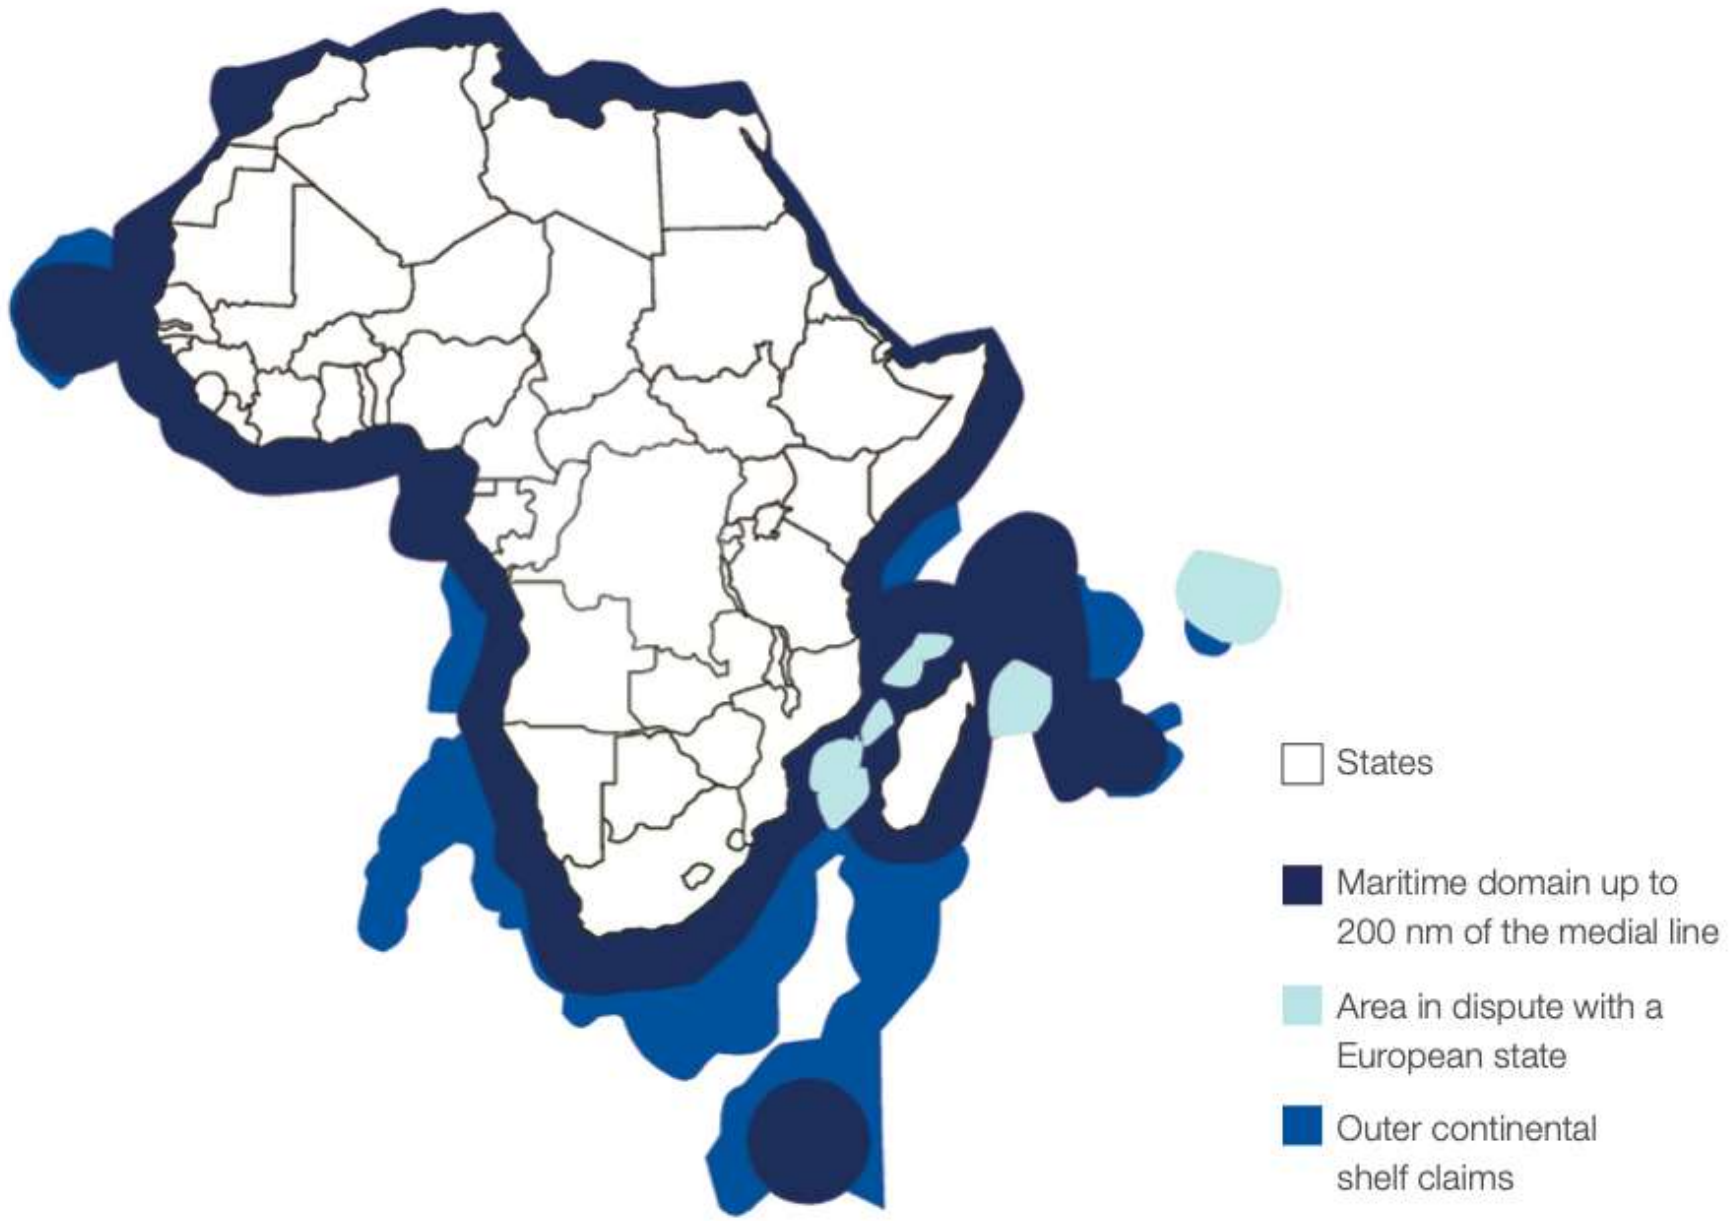 States
Maritime domain up to
200 nm of the medial line
Area in dispute with a
European state
Outer continental
shelf claims